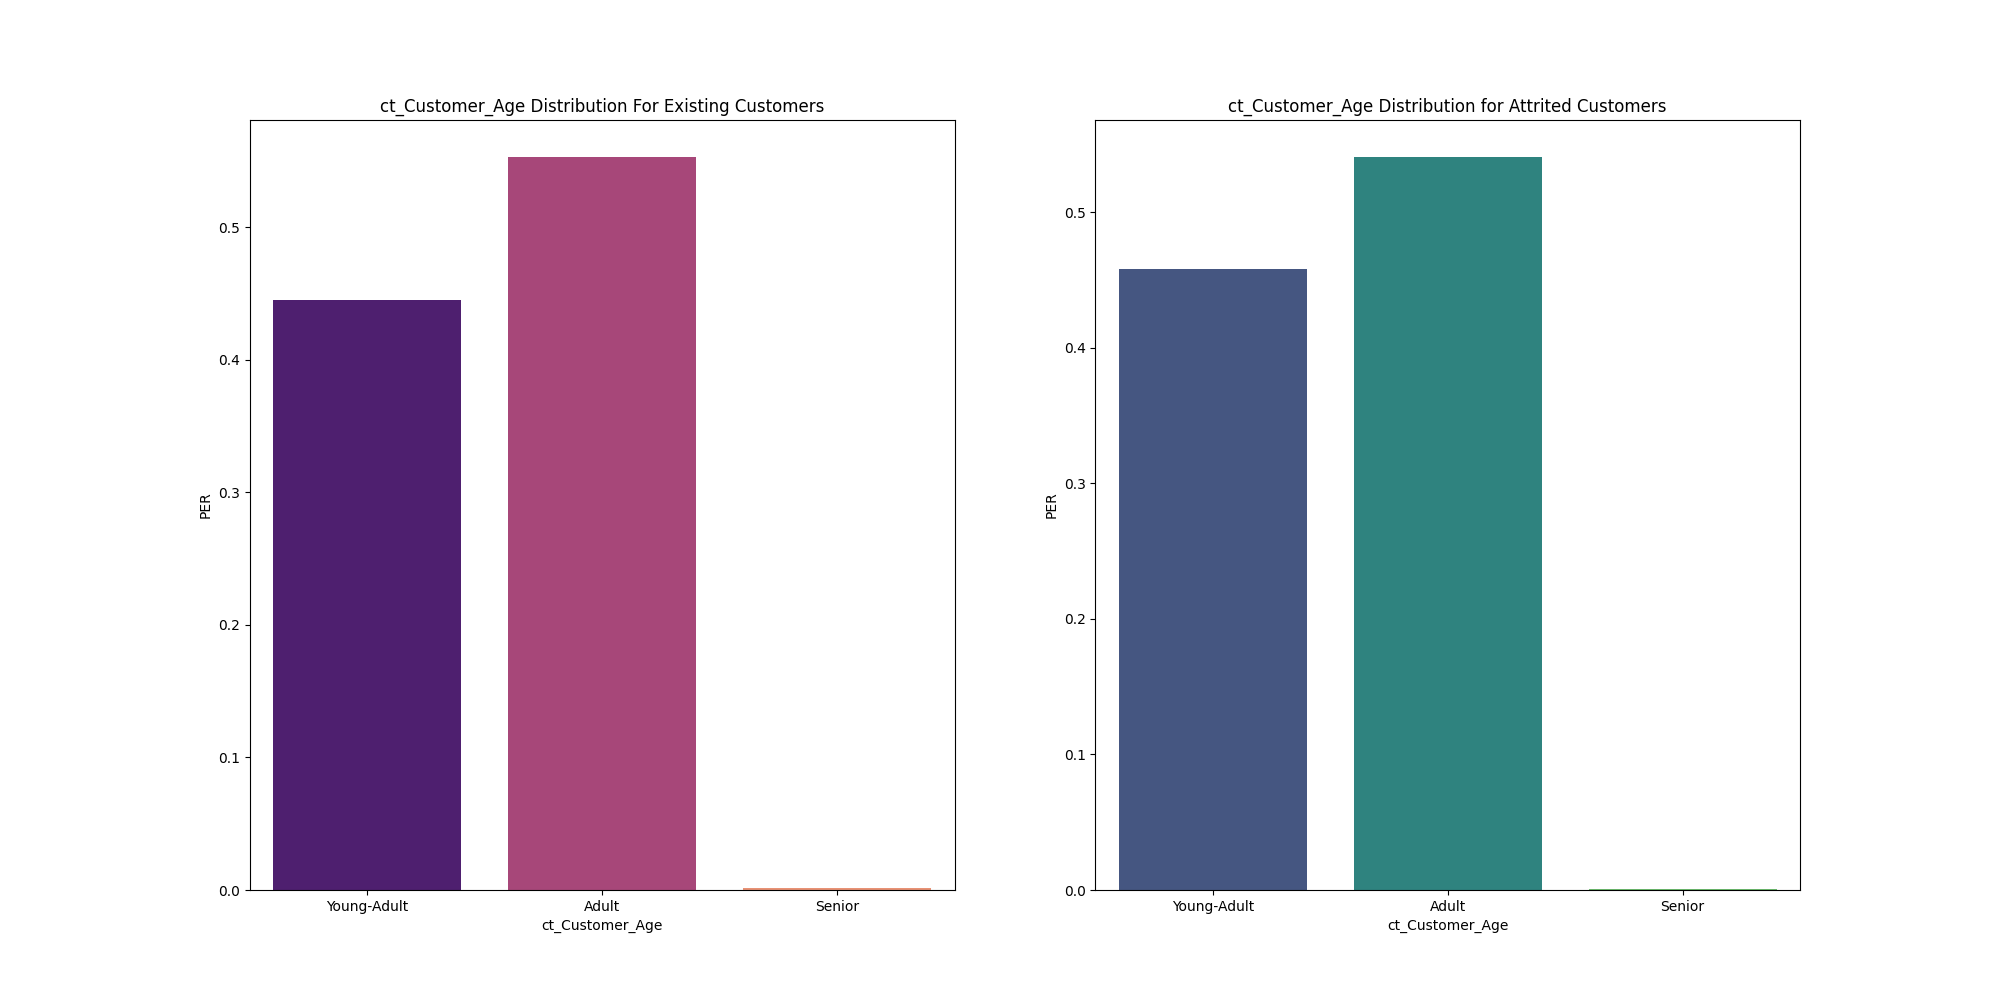 ct_Customer_Age Distribution For Existing Customers
PER
0.5
0.4
0.3
0.2
0.1
0.0
Young-Adult Adult Senior
ct_Customer_Age
ct_Customer_Age Distribution for Attrited Customers
PER
0.5
0.4
0.3
0.2
0.1
0.0
Young-Adult Adult Senior
ct_Customer_Age